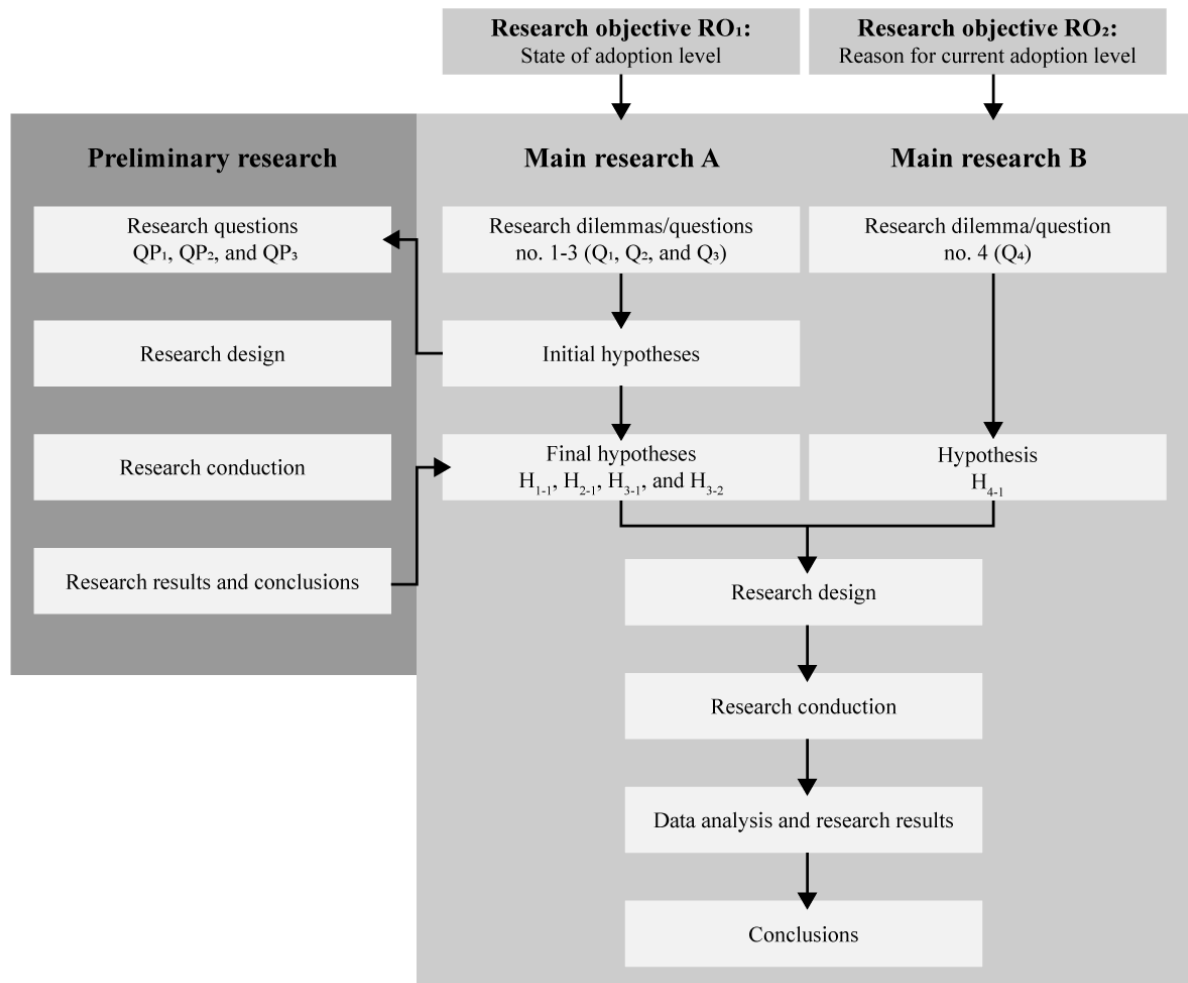 Research objective RO₁:
State of adoption level
Research objective RO₂:
Reason for current adoption level
Preliminary research
Research questions
QP₁, QP₂, and QP₃
Research design
Research conduction
Research results and conclusions
Main research A
Research dilemmas/questions
no. 1-3 (Q₁, Q₂, and Q₃)
Initial hypotheses
Final hypotheses
H₁₋₁, H₂₋₁, H₃₋₁, and H₃₋₂
Main research B
Research dilemma/question
no. 4 (Q₄)
Hypothesis
H₄₋₁
Research design
Research conduction
Data analysis and research results
Conclusions